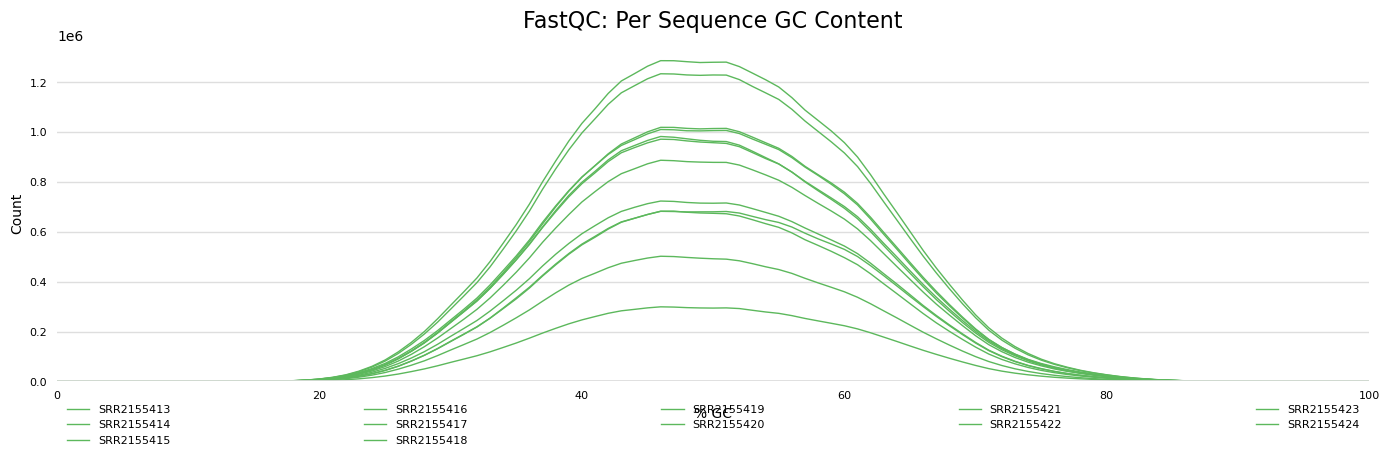 FastQC: Per Sequence GC Content
1e6
1.2
1.0
0.8
0.6
0.4
0.2
0.0
Count
0 20 40 60 80 100
% GC
SRR2155413 SRR2155416 SRR2155419 SRR2155421 SRR2155423
SRR2155414 SRR2155417 SRR2155420 SRR2155422 SRR2155424
SRR2155415 SRR2155418